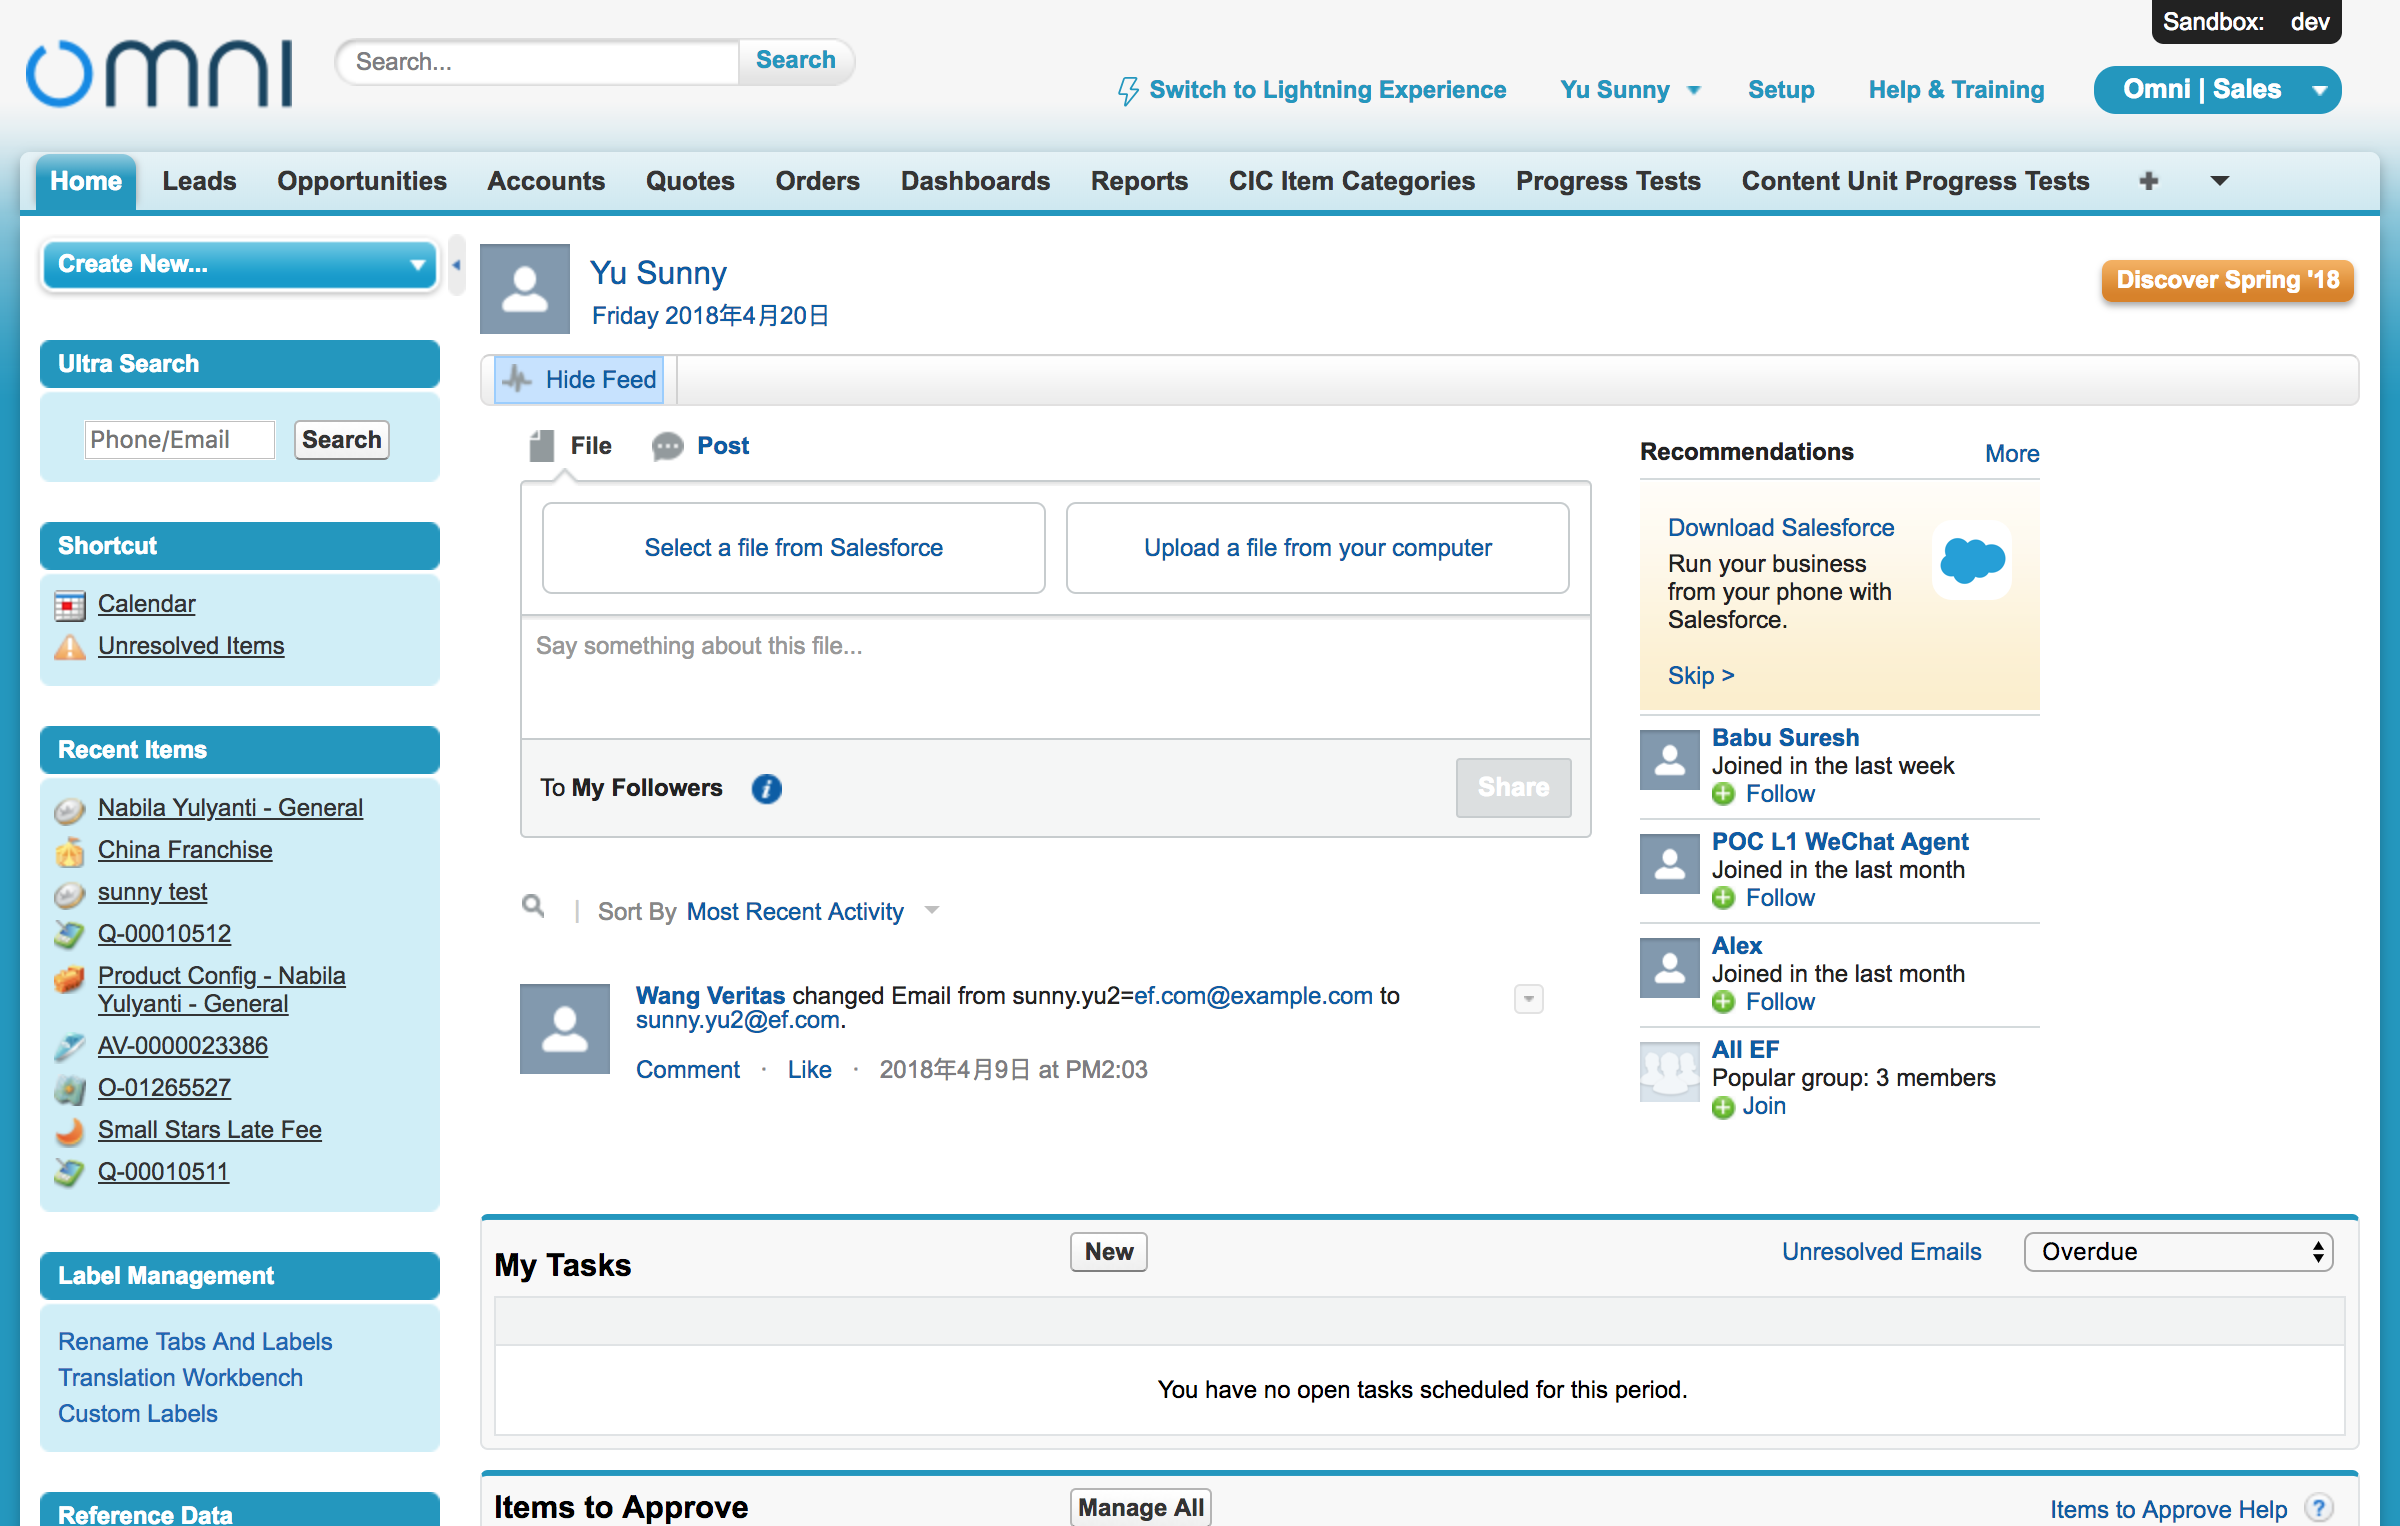 Sandbox: dev
omni
Search...
Search
Switch to Lightning Experience
Yu Sunny
Setup
Help & Training
Omni | Sales
Home
Leads
Opportunities
Accounts
Quotes
Orders
Dashboards
Reports
CIC Item Categories
Progress Tests
Content Unit Progress Tests
Create New...
Ultra Search
Phone/Email
Search
Shortcut
Calendar
Unresolved Items
Recent Items
Nabila Yulyanti - General
China Franchise
sunny test
Q-00010512
Product Config - Nabila
Yulyanti - General
AV-0000023386
O-01265527
Small Stars Late Fee
Q-00010511
Label Management
Rename Tabs And Labels
Translation Workbench
Custom Labels
Reference Data
Yu Sunny
Friday 2018年4月20日
Discover Spring '18
Hide Feed
File
Post
Select a file from Salesforce
Upload a file from your computer
Say something about this file...
To My Followers
Share
Sort By Most Recent Activity
Wang Veritas changed Email from sunny.yu2=ef.com@example.com to
sunny.yu2@ef.com.
Comment · Like · 2018年4月9日 at PM2:03
Recommendations
More
Download Salesforce
Run your business
from your phone with
Salesforce.
Skip >
Babu Suresh
Joined in the last week
Follow
POC L1 WeChat Agent
Joined in the last month
Follow
Alex
Joined in the last month
Follow
All EF
Popular group: 3 members
Join
My Tasks
New
Unresolved Emails
Overdue
You have no open tasks scheduled for this period.
Items to Approve
Manage All
Items to Approve Help ?